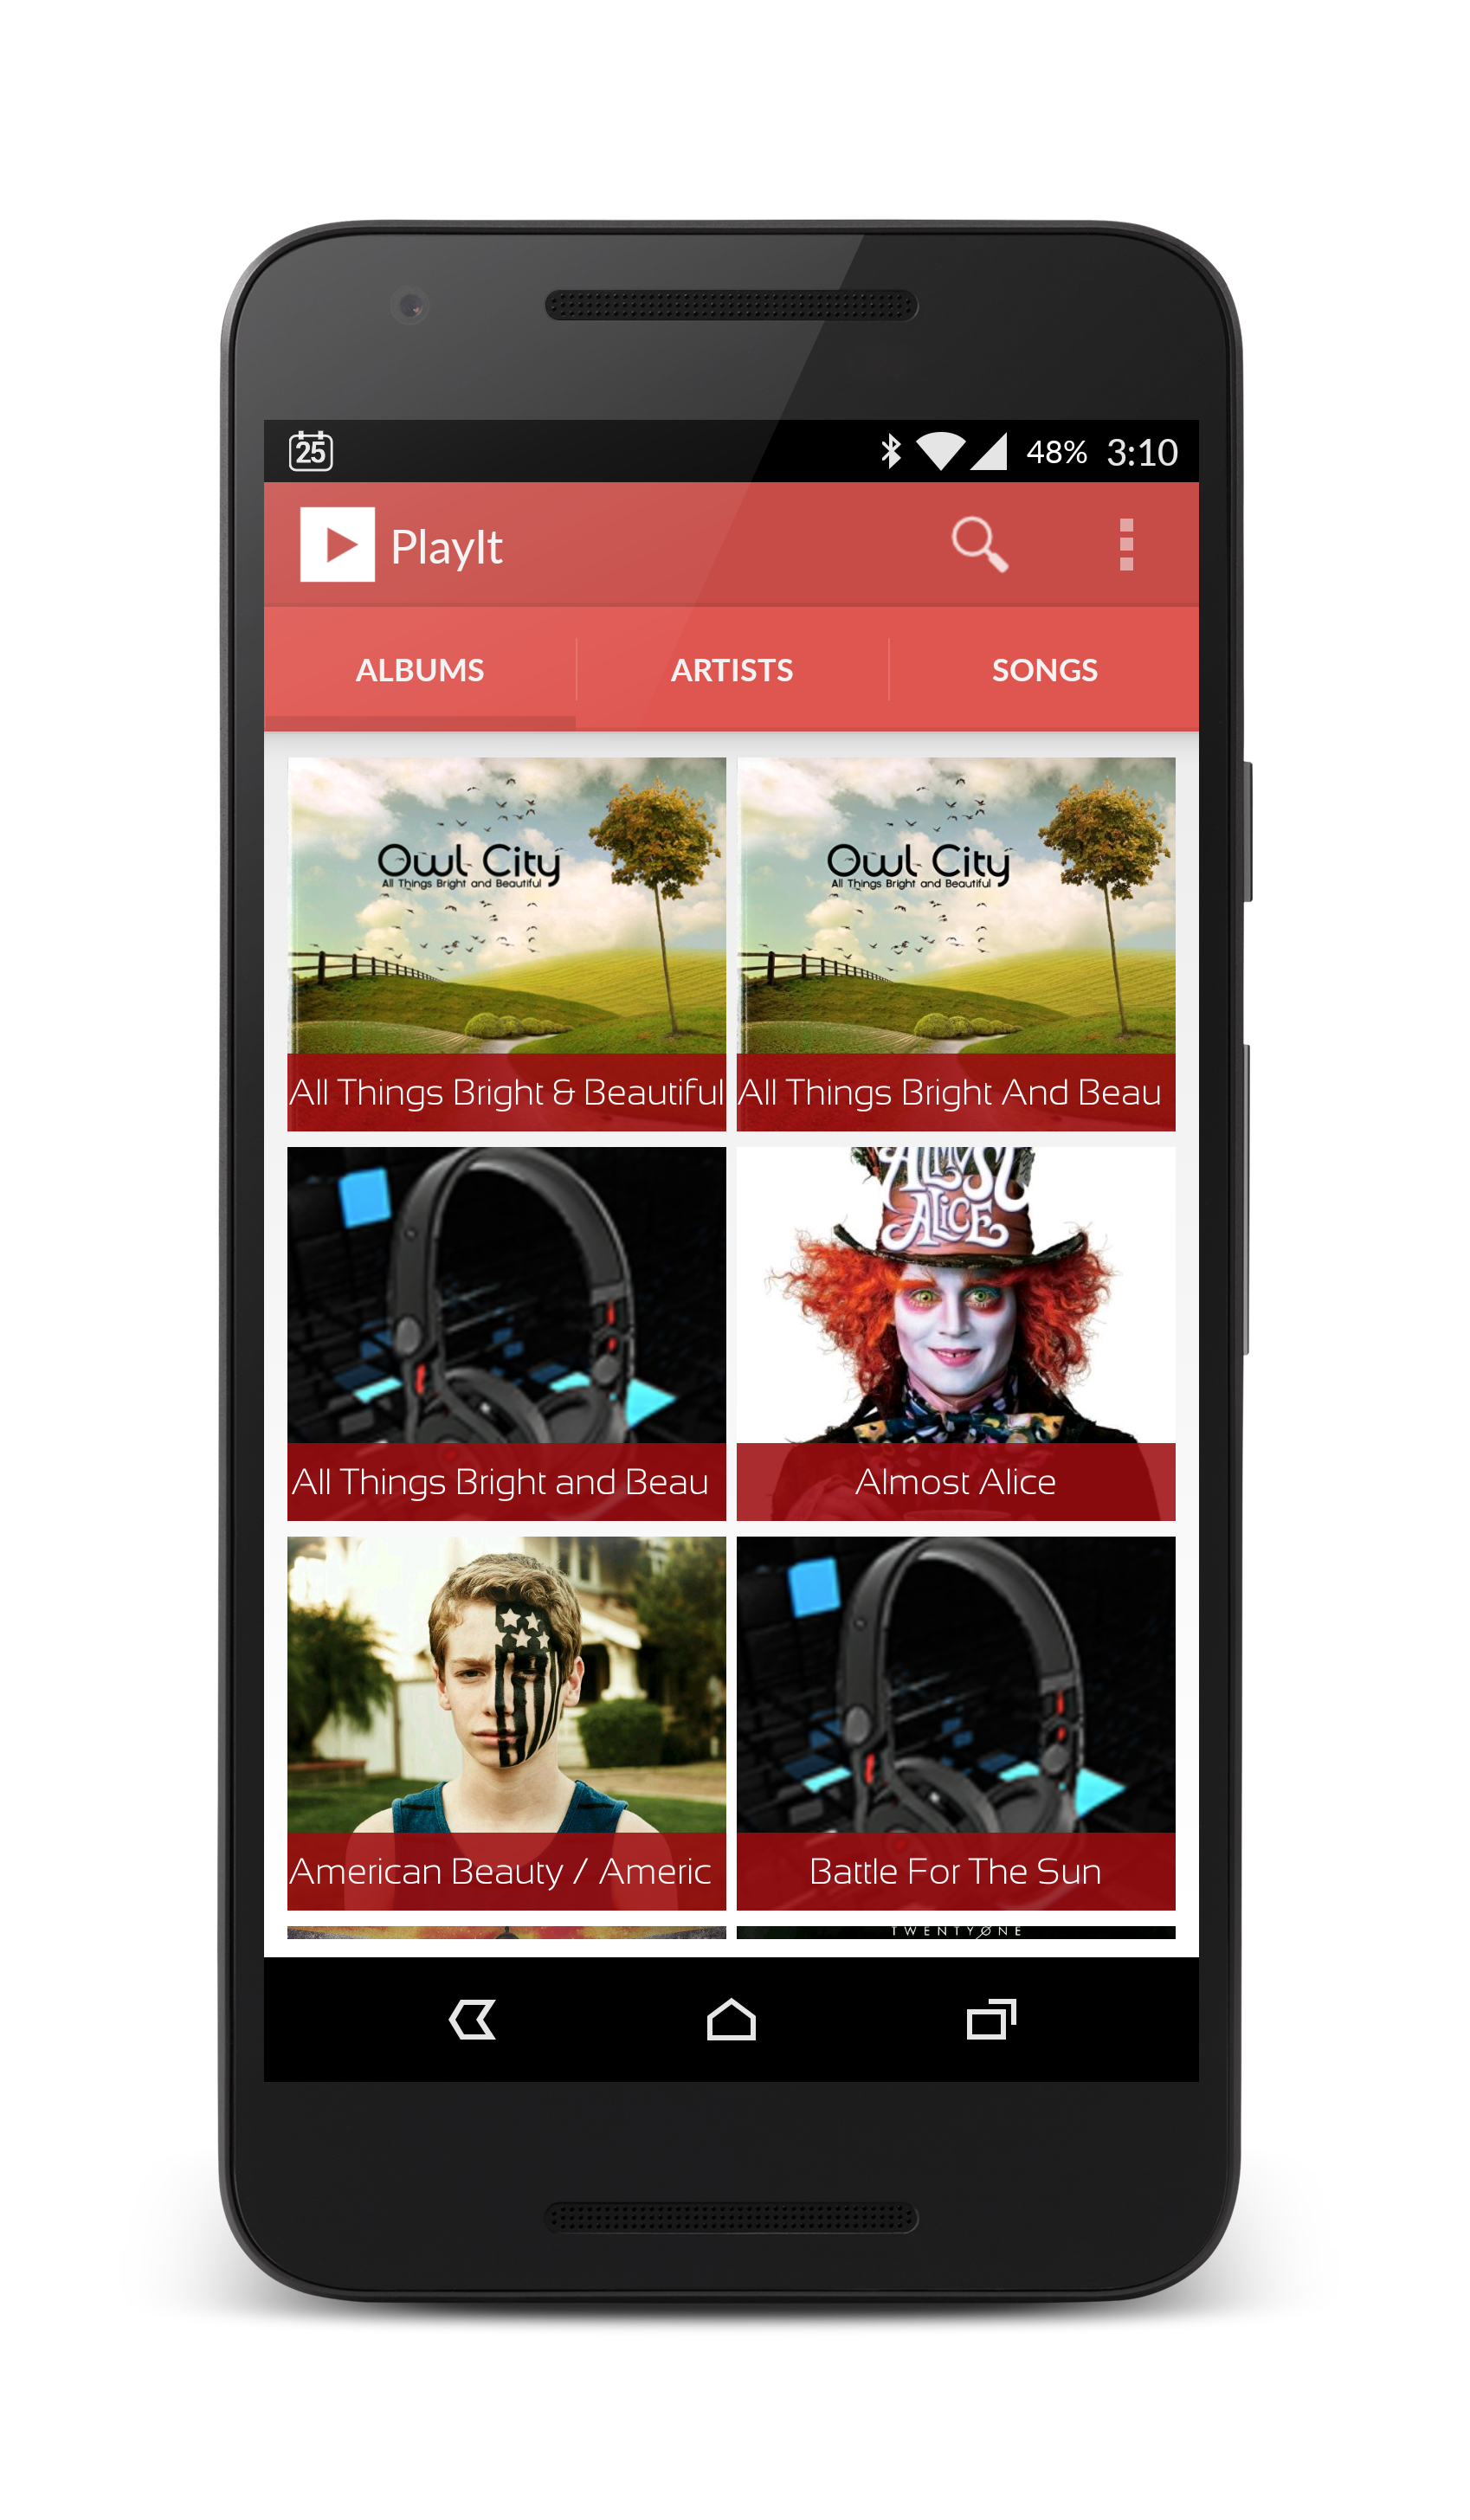 25 48% 3:10
PlayIt
ALBUMS ARTISTS SONGS
Owl City
All Things Bright and Beautiful
Owl City
All Things Bright and Beautiful
All Things Bright & Beautiful
All Things Bright And Beau
ALMOST
ALICE
All Things Bright and Beau
Almost Alice
American Beauty / Americ
Battle For The Sun
TWENTY ØNE